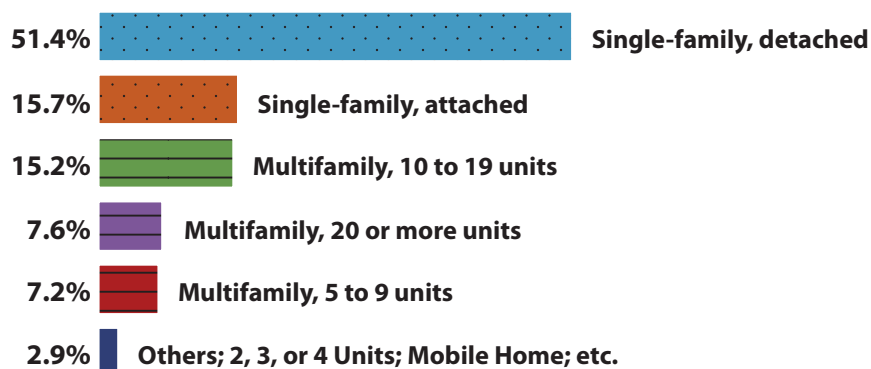 51.4% Single-family, detached
15.7% Single-family, attached
15.2% Multifamily, 10 to 19 units
7.6% Multifamily, 20 or more units
7.2% Multifamily, 5 to 9 units
2.9% Others; 2, 3, or 4 Units; Mobile Home; etc.